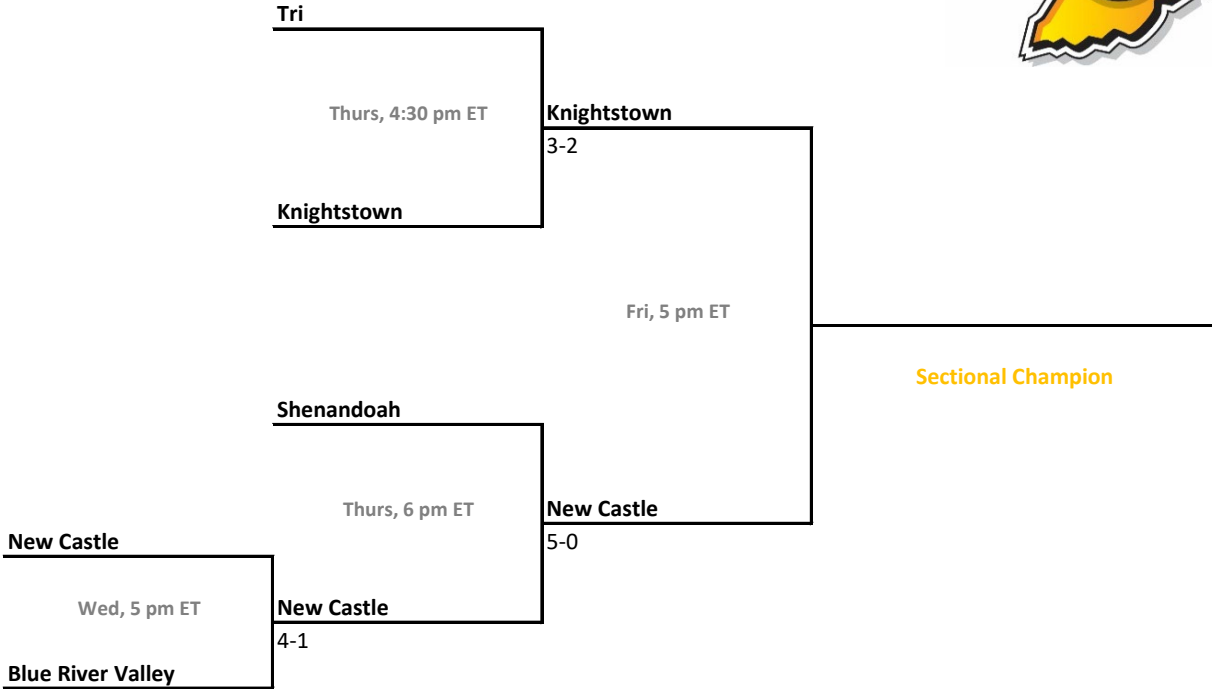 Tri
Thurs, 4:30 pm ET
Knightstown
3-2
Knightstown
Fri, 5 pm ET
Sectional Champion
Shenandoah
Thurs, 6 pm ET
New Castle
5-0
New Castle
Wed, 5 pm ET
New Castle
4-1
Blue River Valley